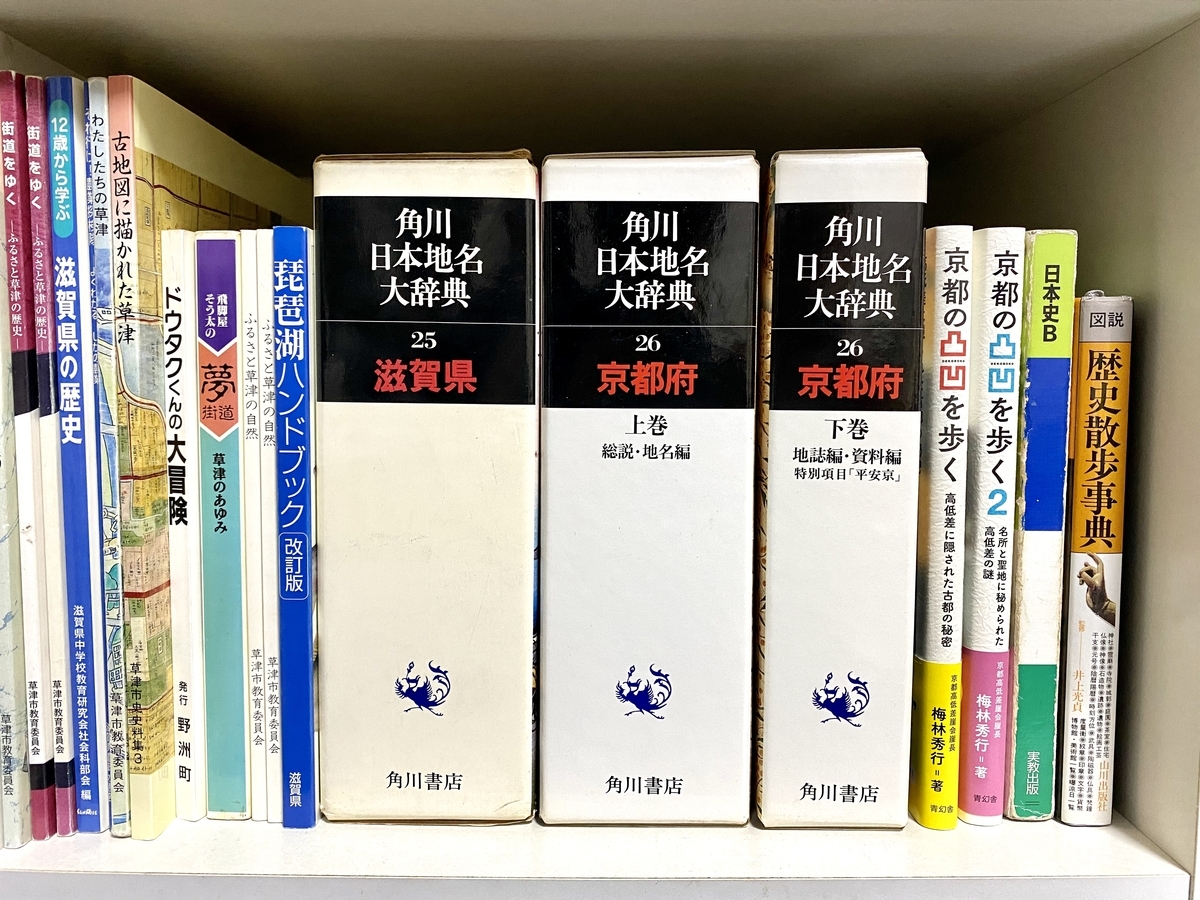 街道をゆく
―ふるさと草津の歴史―
草津市教育委員会
街道をゆく
―ふるさと草津の歴史―
草津市教育委員会
12歳から学ぶ
滋賀県の歴史
滋賀県中学校教育研究会社会科部会 編
わたしたちの草津
古地図に描かれた草津
草津市教育委員会
草津市史史料集3
ドウタクくんの大冒険
発行 野洲町
飛脚屋
そう太の
夢
街道
草津のあゆみ
ふるさと草津の自然
草津市教育委員会
ふるさと草津の自然
草津市教育委員会
琵琶湖ハンドブック
改訂版
滋賀県
角川
日本地名
大辞典
25
滋賀県
角川書店
角川
日本地名
大辞典
26
京都府
上巻
総説・地名編
角川書店
角川
日本地名
大辞典
26
京都府
下巻
地誌編・資料編
特別項目「平安京」
角川書店
京都の凸凹を歩く
高低差に隠された古都の秘密
京都高低差崖会崖長
梅林秀行=著
青幻舎
京都の凸凹を歩く2
名所と聖地に秘められた
高低差の謎
京都高低差崖会崖長
梅林秀行=著
青幻舎
日本史B
実教出版
図説
歴史散歩事典
監修
井上光貞
山川出版社